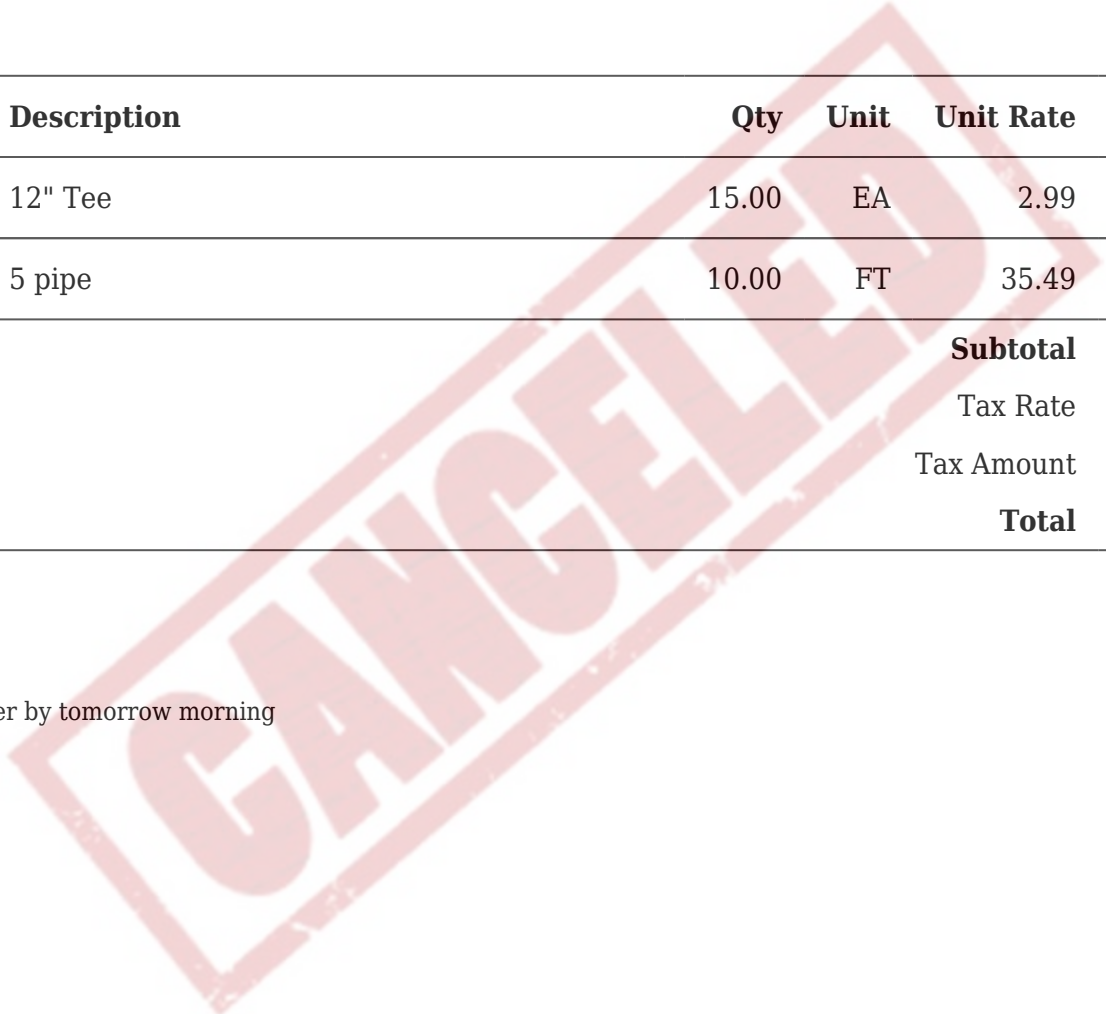 Description Qty Unit Unit Rate
12" Tee 15.00 EA 2.99
5 pipe 10.00 FT 35.49
Subtotal
Tax Rate
Tax Amount
Total
er by tomorrow morning
CANCELED